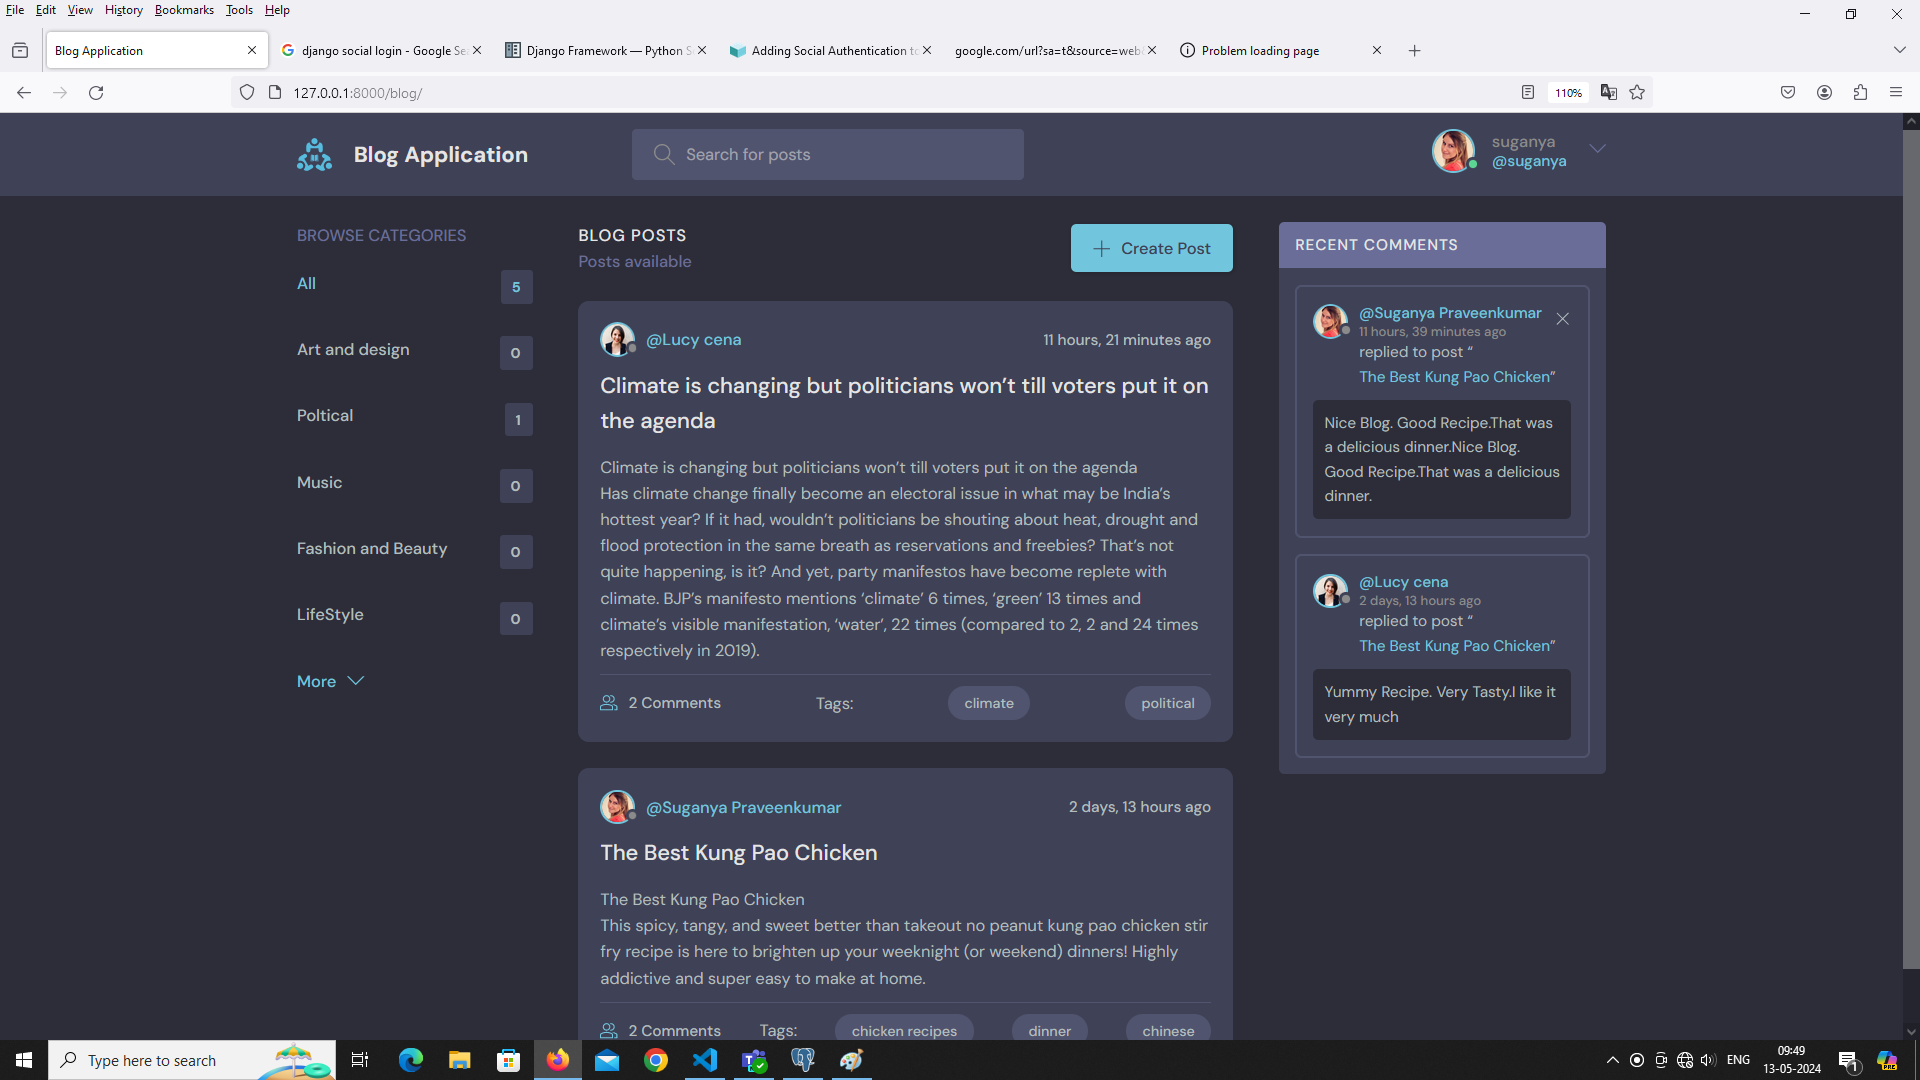 File Edit View History Bookmarks Tools Help
Blog Application
django social login - Google Se
Django Framework — Python S
Adding Social Authentication to
google.com/url?sa=t&source=web
Problem loading page
127.0.0.1:8000/blog/
110%
Blog Application
Search for posts
suganya
@suganya
BROWSE CATEGORIES
All 5
Art and design 0
Poltical 1
Music 0
Fashion and Beauty 0
LifeStyle 0
More
BLOG POSTS
Posts available
Create Post
@Lucy cena 11 hours, 21 minutes ago
Climate is changing but politicians won’t till voters put it on
the agenda
Climate is changing but politicians won’t till voters put it on the agenda
Has climate change finally become an electoral issue in what may be India’s
hottest year? If it had, wouldn’t politicians be shouting about heat, drought and
flood protection in the same breath as reservations and freebies? That’s not
quite happening, is it? And yet, party manifestos have become replete with
climate. BJP’s manifesto mentions ‘climate’ 6 times, ‘green’ 13 times and
climate’s visible manifestation, ‘water’, 22 times (compared to 2, 2 and 24 times
respectively in 2019).
2 Comments Tags: climate political
@Suganya Praveenkumar 2 days, 13 hours ago
The Best Kung Pao Chicken
The Best Kung Pao Chicken
This spicy, tangy, and sweet better than takeout no peanut kung pao chicken stir
fry recipe is here to brighten up your weeknight (or weekend) dinners! Highly
addictive and super easy to make at home.
2 Comments Tags: chicken recipes dinner chinese
RECENT COMMENTS
@Suganya Praveenkumar
11 hours, 39 minutes ago
replied to post “
The Best Kung Pao Chicken”
Nice Blog. Good Recipe.That was
a delicious dinner.Nice Blog.
Good Recipe.That was a delicious
dinner.
@Lucy cena
2 days, 13 hours ago
replied to post “
The Best Kung Pao Chicken”
Yummy Recipe. Very Tasty.I like it
very much
Type here to search
ENG
09:49
13-05-2024
1
PRE